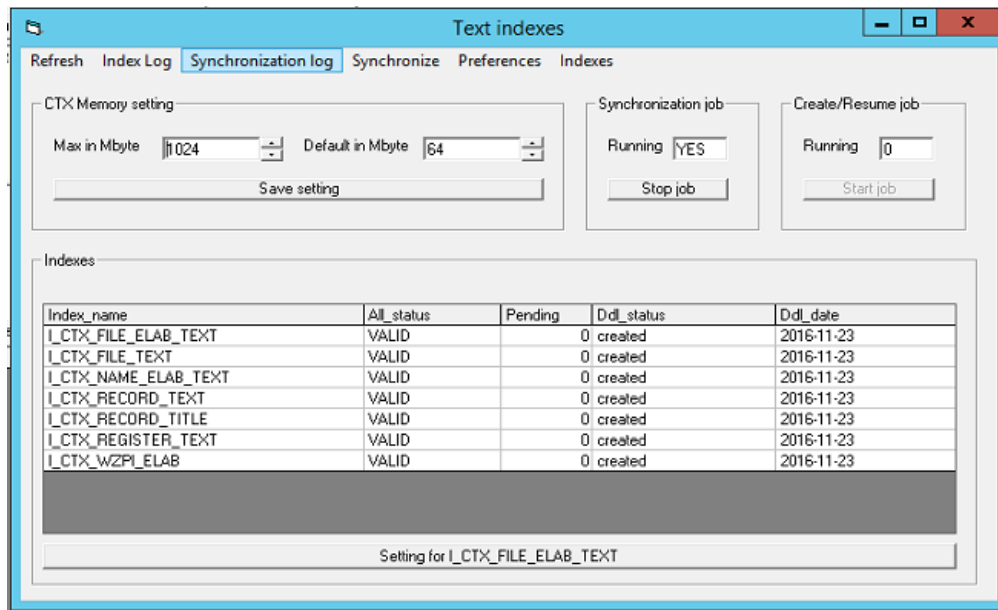 Text indexes
Refresh Index Log Synchronization log Synchronize Preferences Indexes
CTX Memory setting Synchronization job Create/Resume job
Max in Mbyte 1024 Default in Mbyte 64 Running YES Running 0
Save setting Stop job Start job
Indexes
Index_name All_status Pending Ddl_status Ddl_date
I_CTX_FILE_ELAB_TEXT VALID 0 created 2016-11-23
I_CTX_FILE_TEXT VALID 0 created 2016-11-23
I_CTX_NAME_ELAB_TEXT VALID 0 created 2016-11-23
I_CTX_RECORD_TEXT VALID 0 created 2016-11-23
I_CTX_RECORD_TITLE VALID 0 created 2016-11-23
I_CTX_REGISTER_TEXT VALID 0 created 2016-11-23
I_CTX_WZPI_ELAB VALID 0 created 2016-11-23
Setting for I_CTX_FILE_ELAB_TEXT